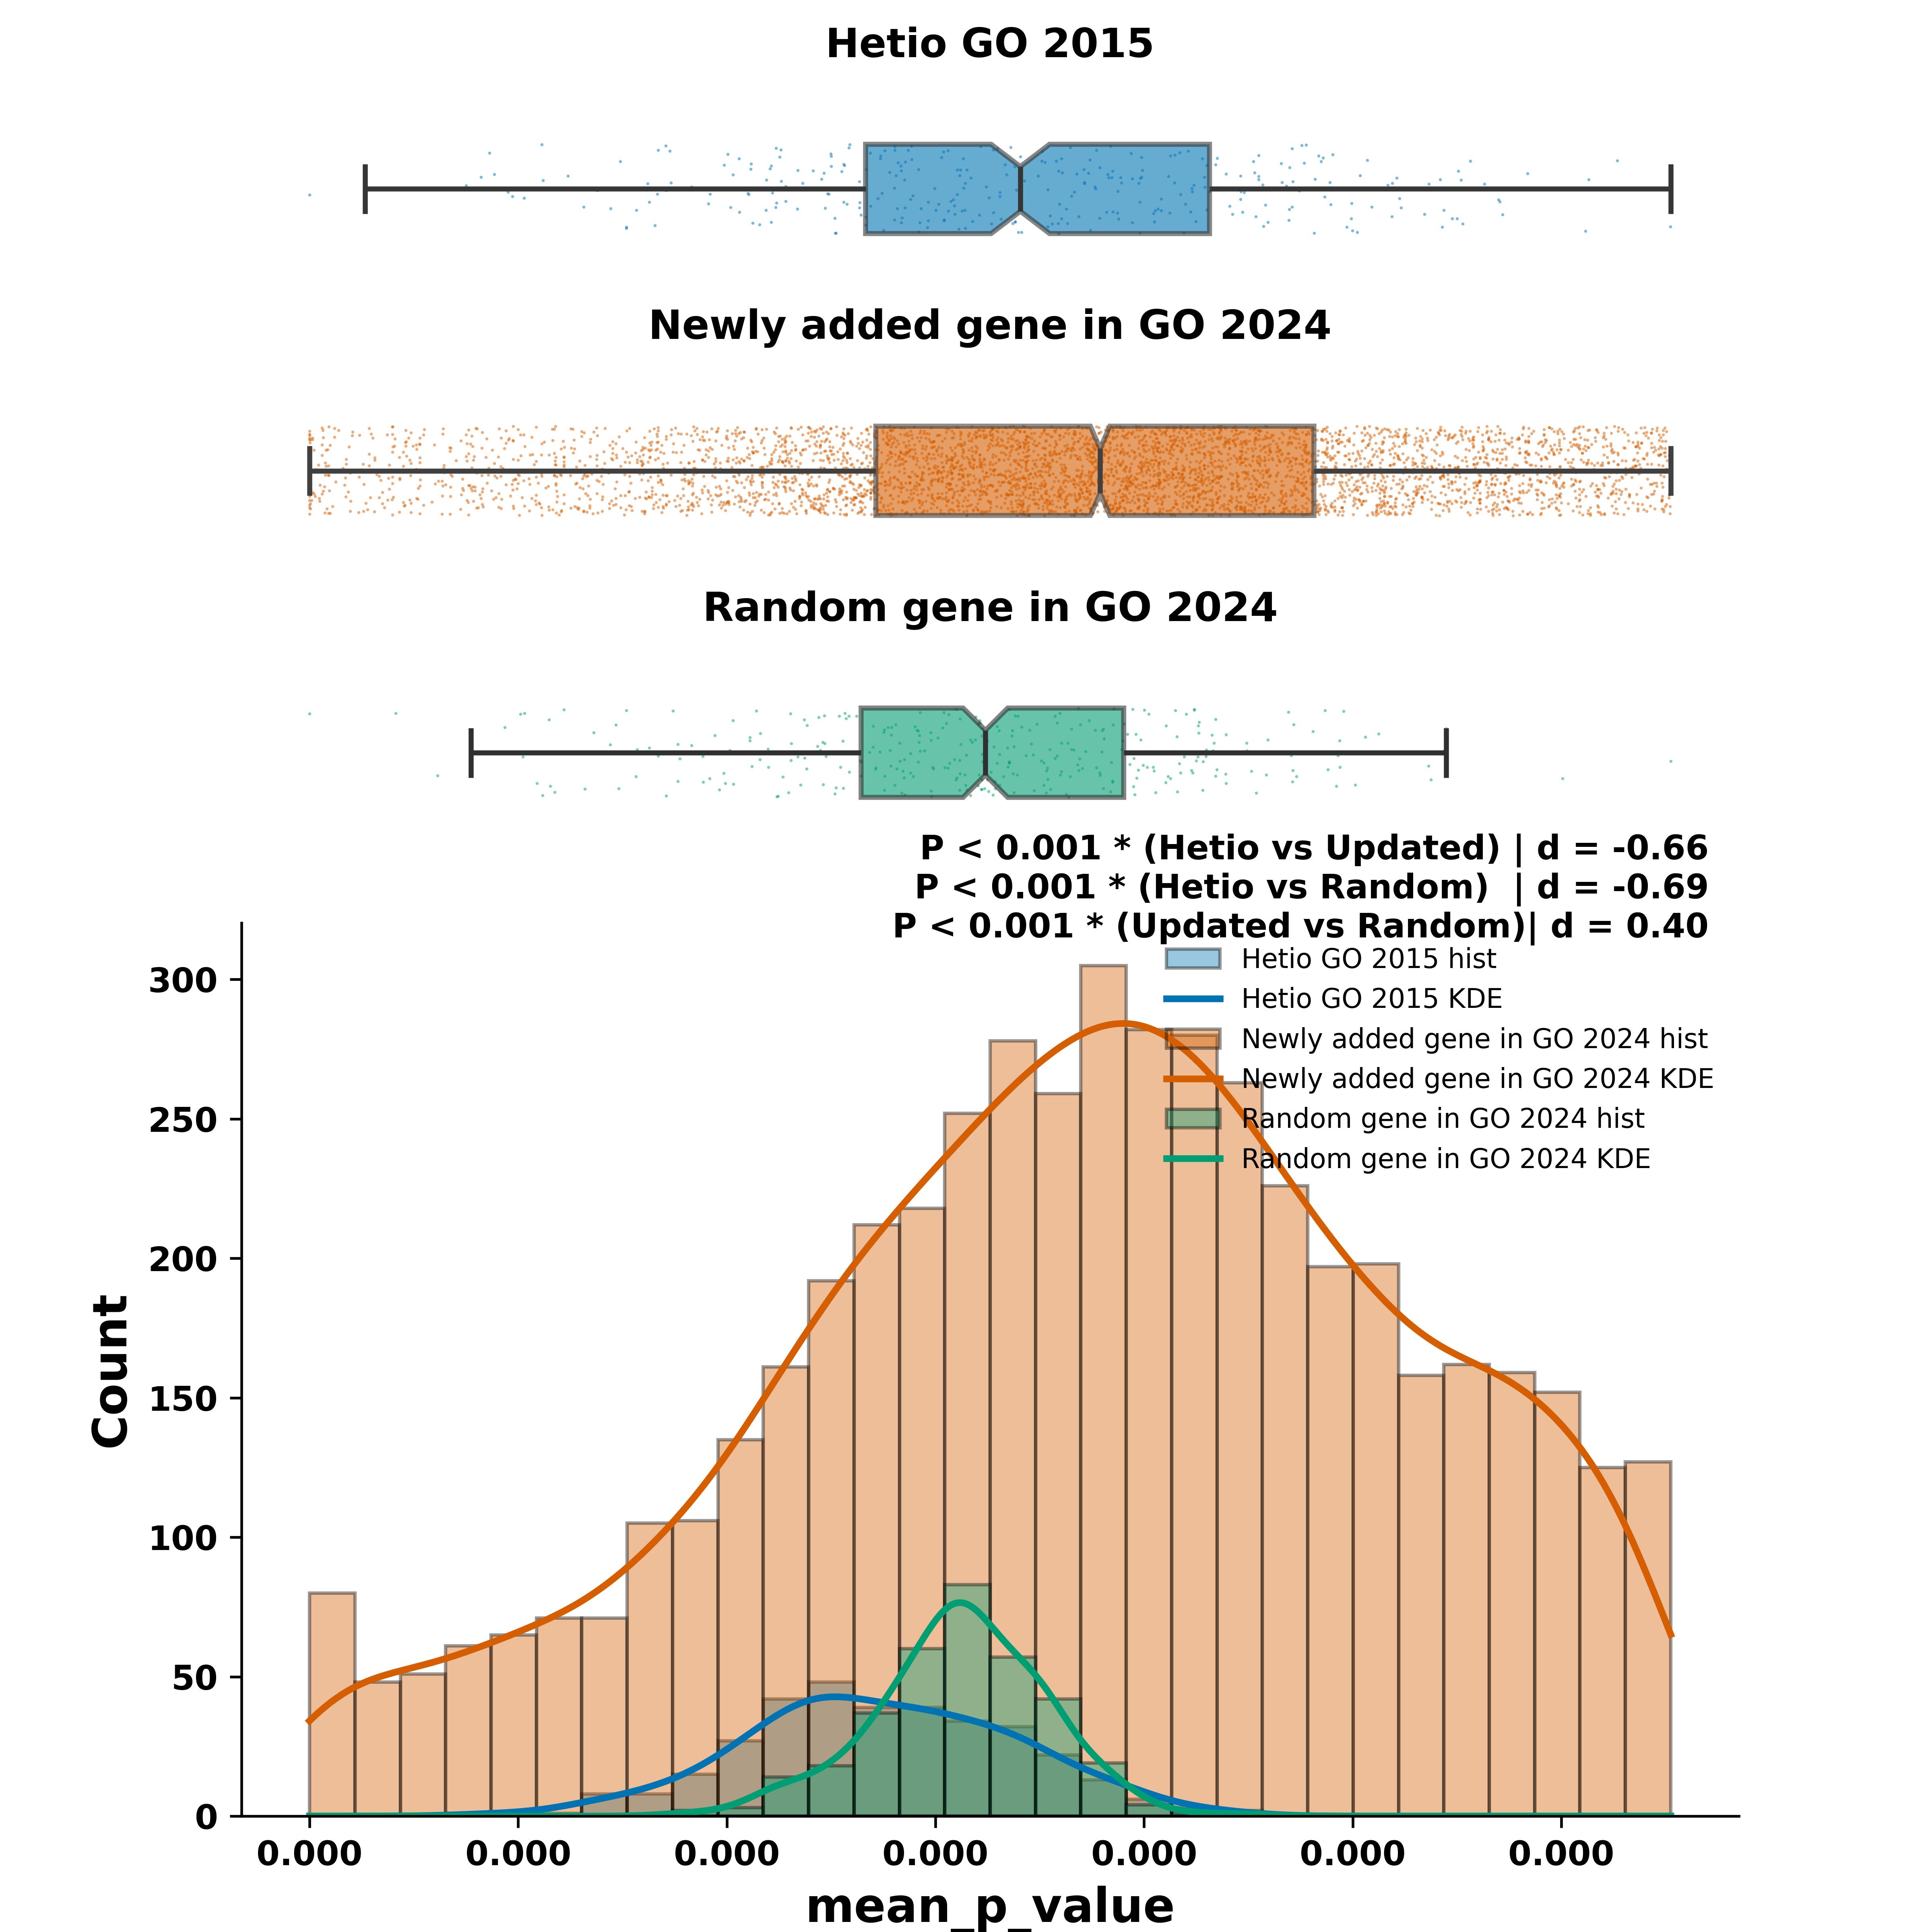 Hetio GO 2015
Newly added gene in GO 2024
Random gene in GO 2024
P < 0.001 * (Hetio vs Updated) | d = -0.66
P < 0.001 * (Hetio vs Random)  | d = -0.69
P < 0.001 * (Updated vs Random)| d = 0.40
Hetio GO 2015 hist
Hetio GO 2015 KDE
Newly added gene in GO 2024 hist
Newly added gene in GO 2024 KDE
Random gene in GO 2024 hist
Random gene in GO 2024 KDE
Count
300
250
200
150
100
50
0
0.000 0.000 0.000 0.000 0.000 0.000 0.000
mean_p_value